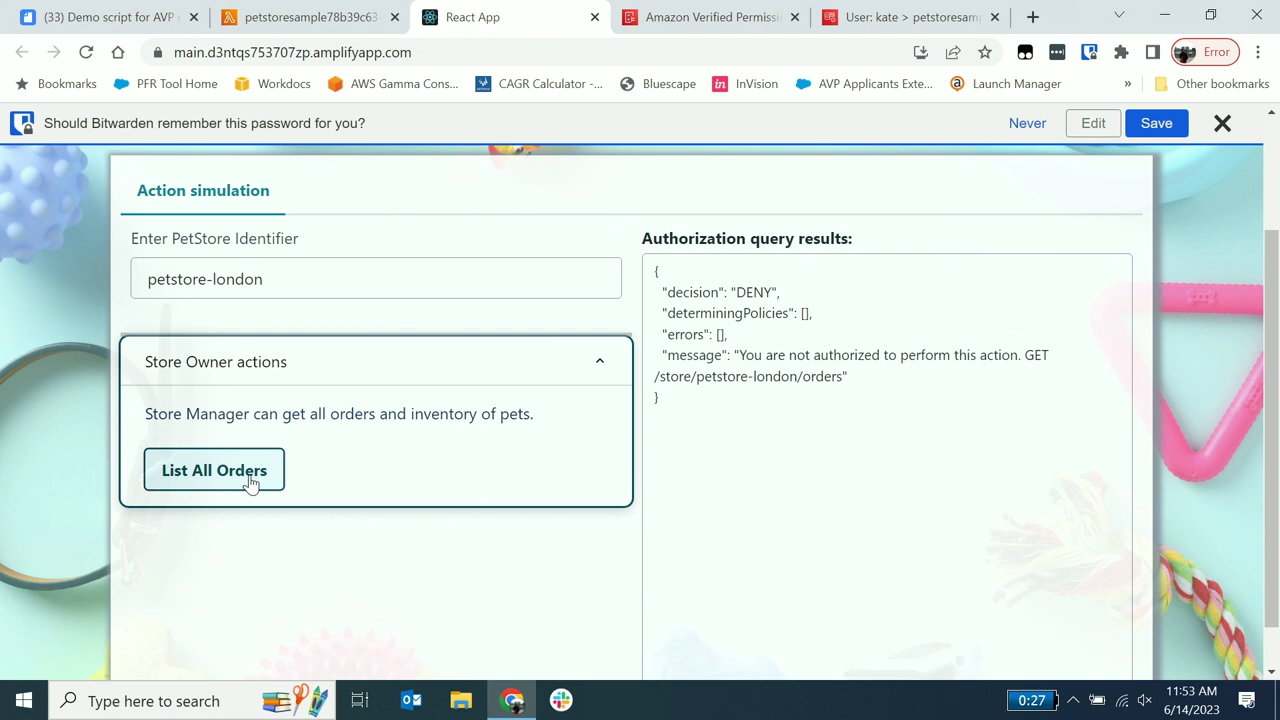 (33) Demo script for AVP
petstoresample78b39c63
React App
Amazon Verified Permissi
User: kate > petstoresam
main.d3ntqs753707zp.amplifyapp.com
Error
Bookmarks
PFR Tool Home
Workdocs
AWS Gamma Cons...
CAGR Calculator -...
Bluescape
InVision
AVP Applicants Exte...
Launch Manager
»
Other bookmarks
Should Bitwarden remember this password for you?
Never
Edit
Save
Action simulation
Enter PetStore Identifier
petstore-london
Store Owner actions
Store Manager can get all orders and inventory of pets.
List All Orders
Authorization query results:
{
"decision": "DENY",
"determiningPolicies": [],
"errors": [],
"message": "You are not authorized to perform this action. GET
/store/petstore-london/orders"
}
Type here to search
0:27
11:53 AM
6/14/2023